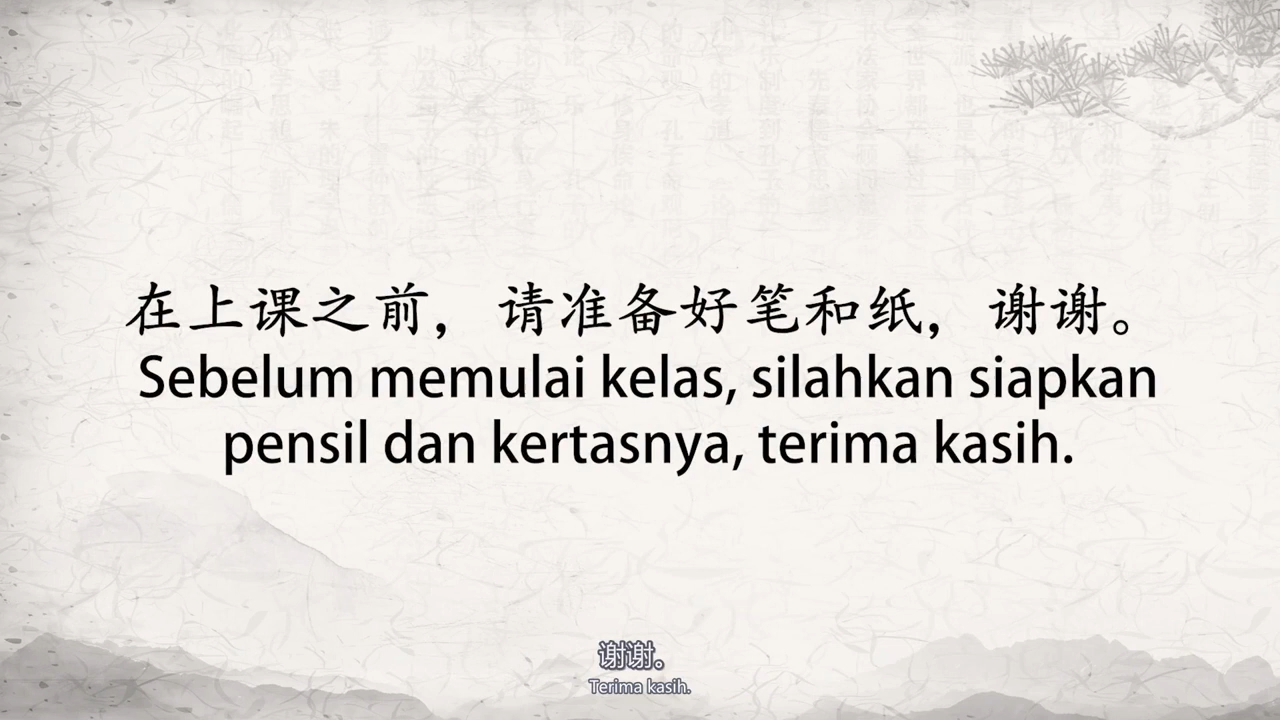 在上课之前，请准备好笔和纸，谢谢。
Sebelum memulai kelas, silahkan siapkan
pensil dan kertasnya, terima kasih.
谢谢。
Terima kasih.